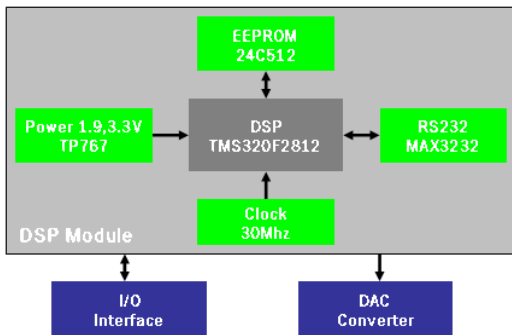 EEPROM
24C512
Power 1.9,3.3V
TP767
DSP
TMS320F2812
RS232
MAX3232
Clock
30Mhz
DSP Module
I/O
Interface
DAC
Converter